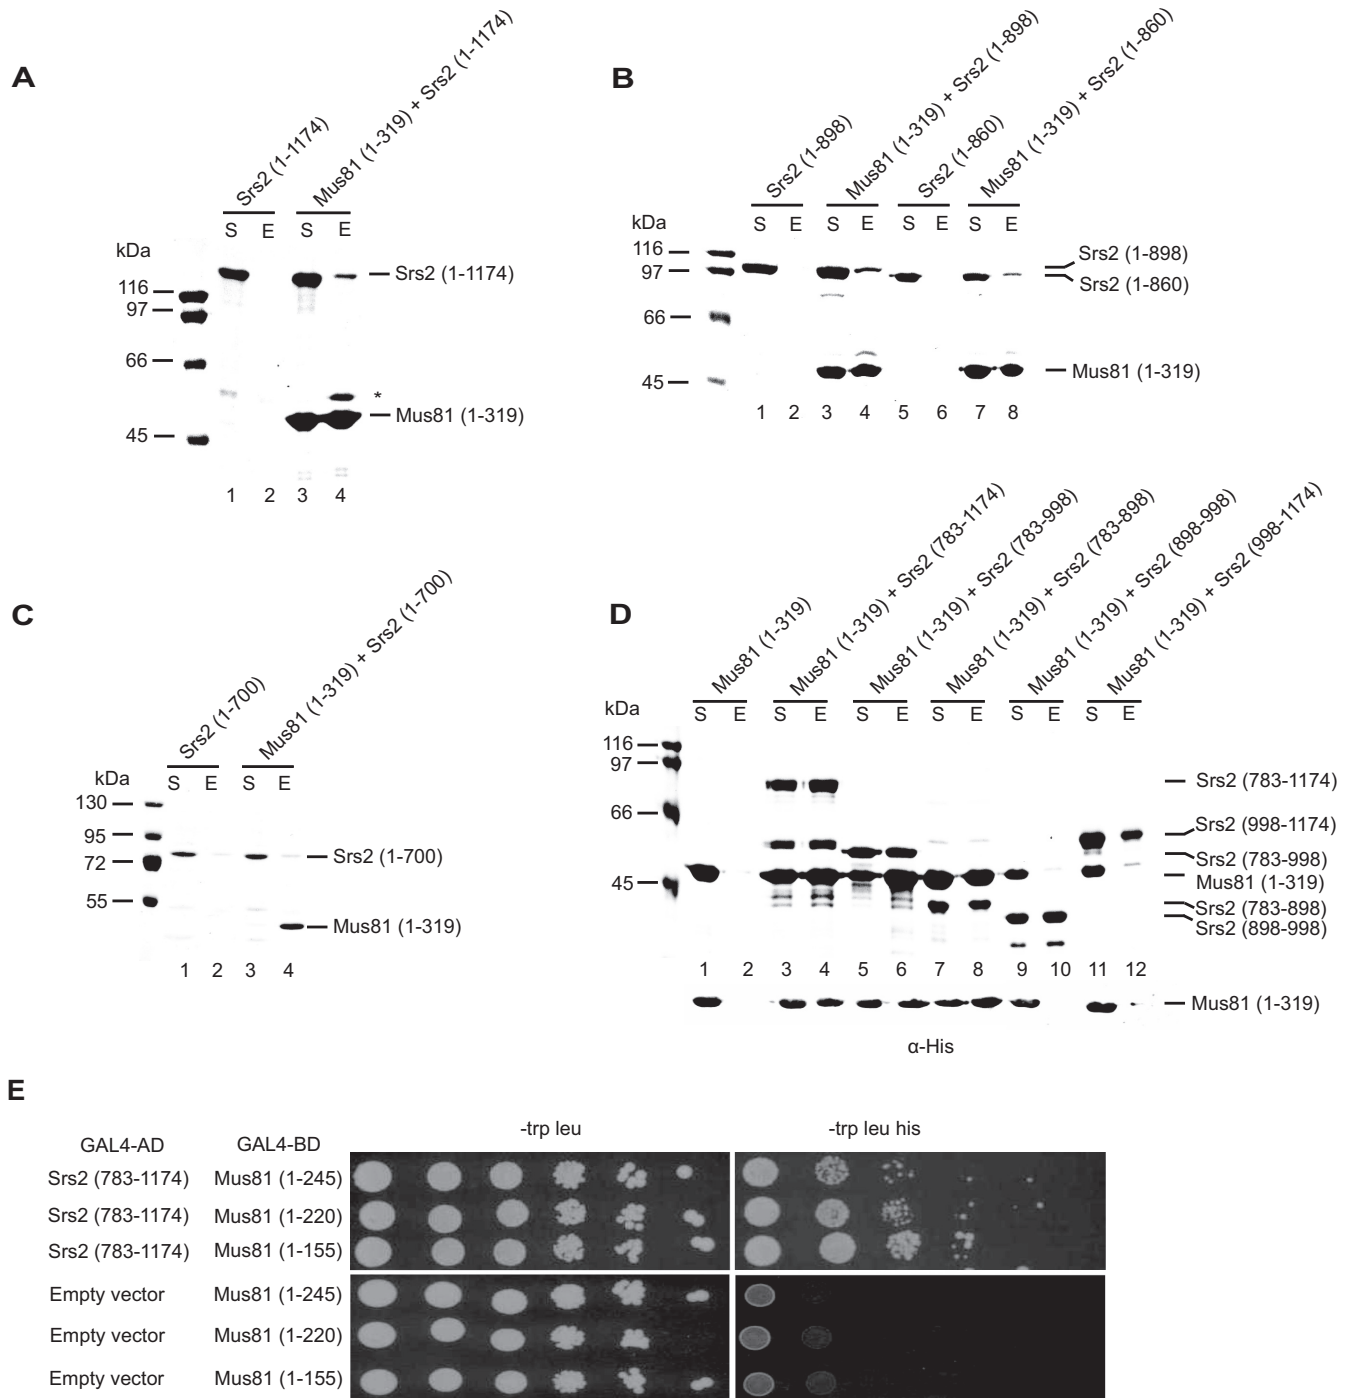 A
Srs2 (1-1174)
Mus81 (1-319) + Srs2 (1-1174)
S E S E
kDa
116
97
66
45
Srs2 (1-1174)
*
Mus81 (1-319)
1 2 3 4
B
Srs2 (1-898)
Mus81 (1-319) + Srs2 (1-898)
Srs2 (1-860)
Mus81 (1-319) + Srs2 (1-860)
S E S E S E S E
kDa
116
97
66
45
Srs2 (1-898)
Srs2 (1-860)
Mus81 (1-319)
1 2 3 4 5 6 7 8
C
Srs2 (1-700)
Mus81 (1-319) + Srs2 (1-700)
S E S E
kDa
130
95
72
55
Srs2 (1-700)
Mus81 (1-319)
1 2 3 4
D
Mus81 (1-319)
Mus81 (1-319) + Srs2 (783-1174)
Mus81 (1-319) + Srs2 (783-998)
Mus81 (1-319) + Srs2 (783-898)
Mus81 (1-319) + Srs2 (898-998)
Mus81 (1-319) + Srs2 (998-1174)
S E S E S E S E S E S E
kDa
116
97
66
45
Srs2 (783-1174)
Srs2 (998-1174)
Srs2 (783-998)
Mus81 (1-319)
Srs2 (783-898)
Srs2 (898-998)
1 2 3 4 5 6 7 8 9 10 11 12
Mus81 (1-319)
α-His
E
GAL4-AD GAL4-BD -trp leu -trp leu his
Srs2 (783-1174) Mus81 (1-245)
Srs2 (783-1174) Mus81 (1-220)
Srs2 (783-1174) Mus81 (1-155)
Empty vector Mus81 (1-245)
Empty vector Mus81 (1-220)
Empty vector Mus81 (1-155)